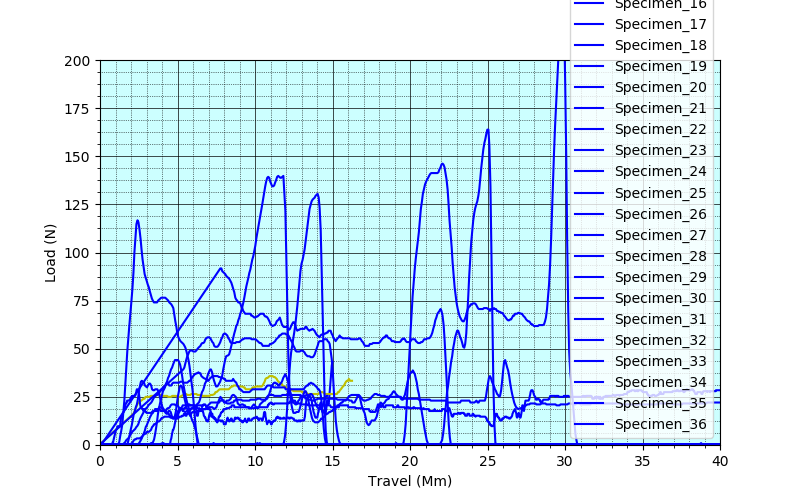 Specimen_16
Specimen_17
Specimen_18
Specimen_19
Specimen_20
Specimen_21
Specimen_22
Specimen_23
Specimen_24
Specimen_25
Specimen_26
Specimen_27
Specimen_28
Specimen_29
Specimen_30
Specimen_31
Specimen_32
Specimen_33
Specimen_34
Specimen_35
Specimen_36
200
175
150
125
100
75
50
25
0
Load (N)
0 5 10 15 20 25 30 35 40
Travel (Mm)